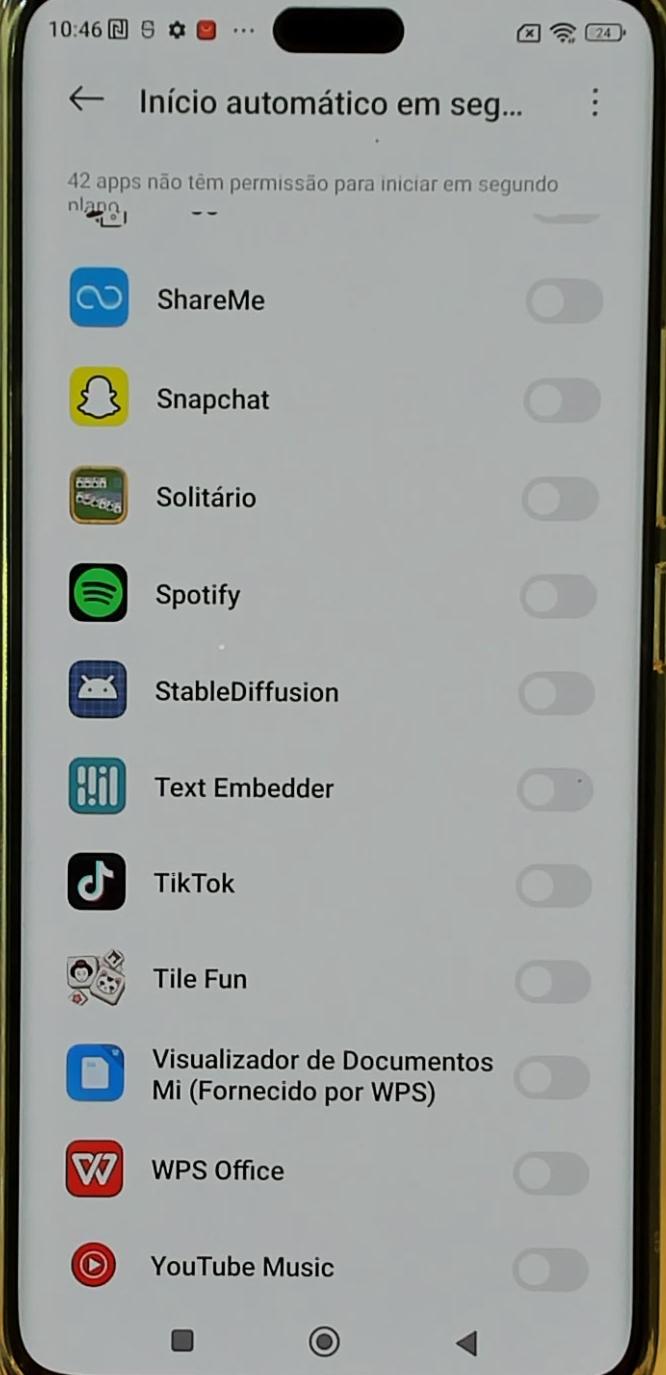 10:46
24
Início automático em seg...
42 apps não têm permissão para iniciar em segundo
plano.
ShareMe
Snapchat
Solitário
Spotify
StableDiffusion
Text Embedder
TikTok
Tile Fun
Visualizador de Documentos
Mi (Fornecido por WPS)
WPS Office
YouTube Music